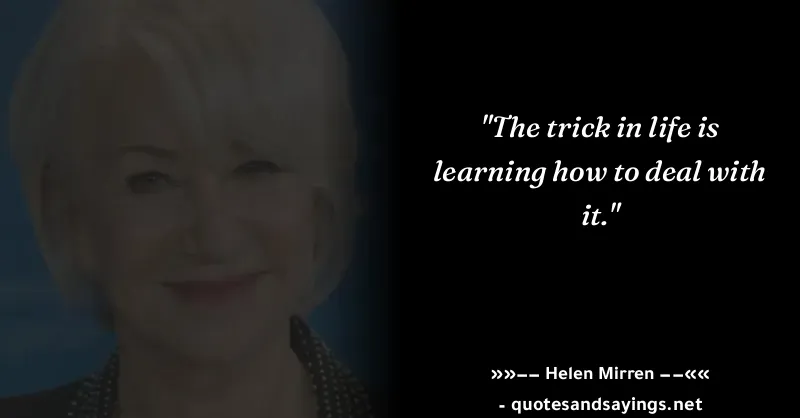 "The trick in life is
learning how to deal with
it."
»»–– Helen Mirren ––««
- quotesandsayings.net